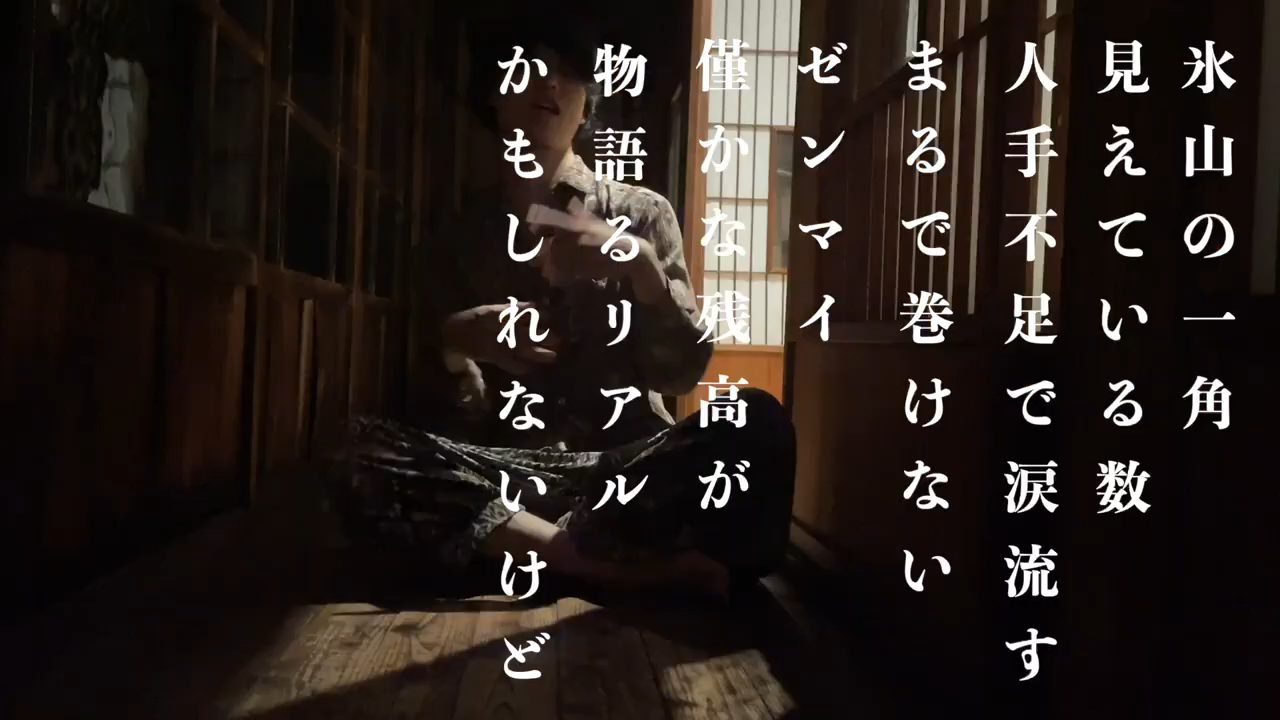 氷山の一角
見えている数
人手不足で涙流す
まるで巻けない
ゼンマイ
僅かな残高が
物語るリアル
かもしれないけど